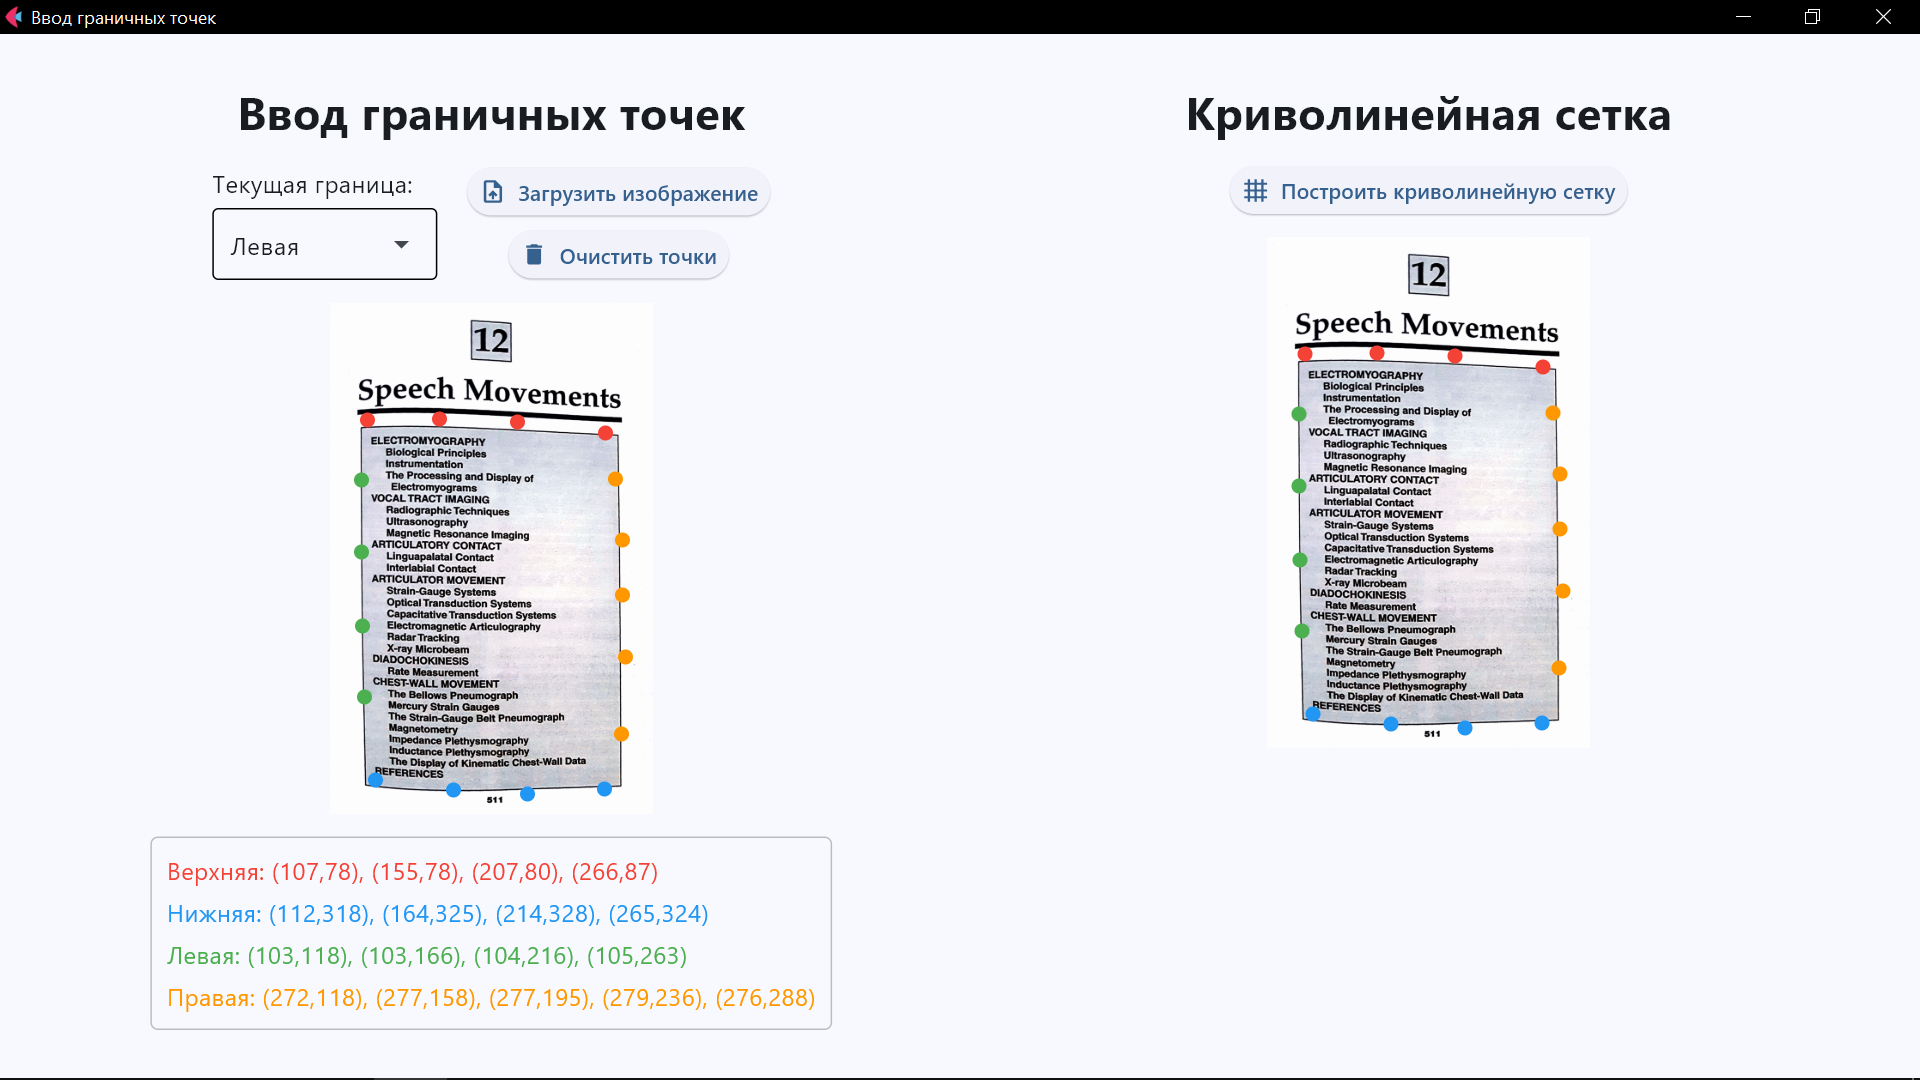 Ввод граничных точек
Ввод граничных точек
Текущая граница:
Левая
Загрузить изображение
Очистить точки
12
Speech Movements
ELECTROMYOGRAPHY
Biological Principles
Instrumentation
The Processing and Display of
Electromyograms
VOCAL TRACT IMAGING
Radiographic Techniques
Ultrasonography
Magnetic Resonance Imaging
ARTICULATORY CONTACT
Linguapalatal Contact
Interlabial Contact
ARTICULATOR MOVEMENT
Strain-Gauge Systems
Optical Transduction Systems
Capacitative Transduction Systems
Electromagnetic Articulography
Radar Tracking
X-ray Microbeam
DIADOCHOKINESIS
Rate Measurement
CHEST-WALL MOVEMENT
The Bellows Pneumograph
Mercury Strain Gauges
The Strain-Gauge Belt Pneumograph
Magnetometry
Impedance Plethysmography
Inductance Plethysmography
The Display of Kinematic Chest-Wall Data
REFERENCES
511
Верхняя: (107,78), (155,78), (207,80), (266,87)
Нижняя: (112,318), (164,325), (214,328), (265,324)
Левая: (103,118), (103,166), (104,216), (105,263)
Правая: (272,118), (277,158), (277,195), (279,236), (276,288)
Криволинейная сетка
Построить криволинейную сетку
12
Speech Movements
ELECTROMYOGRAPHY
Biological Principles
Instrumentation
The Processing and Display of
Electromyograms
VOCAL TRACT IMAGING
Radiographic Techniques
Ultrasonography
Magnetic Resonance Imaging
ARTICULATORY CONTACT
Linguapalatal Contact
Interlabial Contact
ARTICULATOR MOVEMENT
Strain-Gauge Systems
Optical Transduction Systems
Capacitative Transduction Systems
Electromagnetic Articulography
Radar Tracking
X-ray Microbeam
DIADOCHOKINESIS
Rate Measurement
CHEST-WALL MOVEMENT
The Bellows Pneumograph
Mercury Strain Gauges
The Strain-Gauge Belt Pneumograph
Magnetometry
Impedance Plethysmography
Inductance Plethysmography
The Display of Kinematic Chest-Wall Data
REFERENCES
511